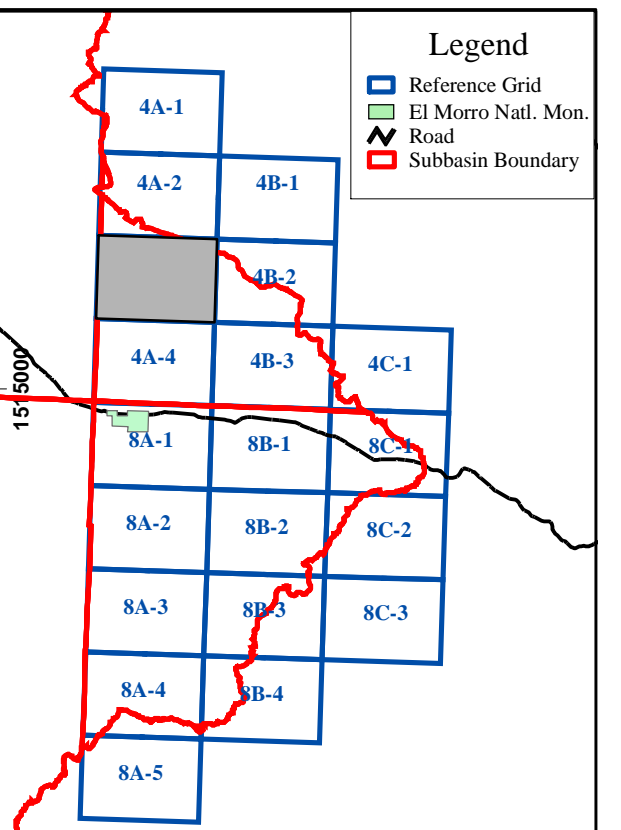 Legend
Reference Grid
El Morro Natl. Mon.
Road
Subbasin Boundary
4A-1
4A-2
4B-1
4B-2
4A-4
4B-3
4C-1
1515000
8A-1
8B-1
8C-1
8A-2
8B-2
8C-2
8A-3
8B-3
8C-3
8A-4
8B-4
8A-5